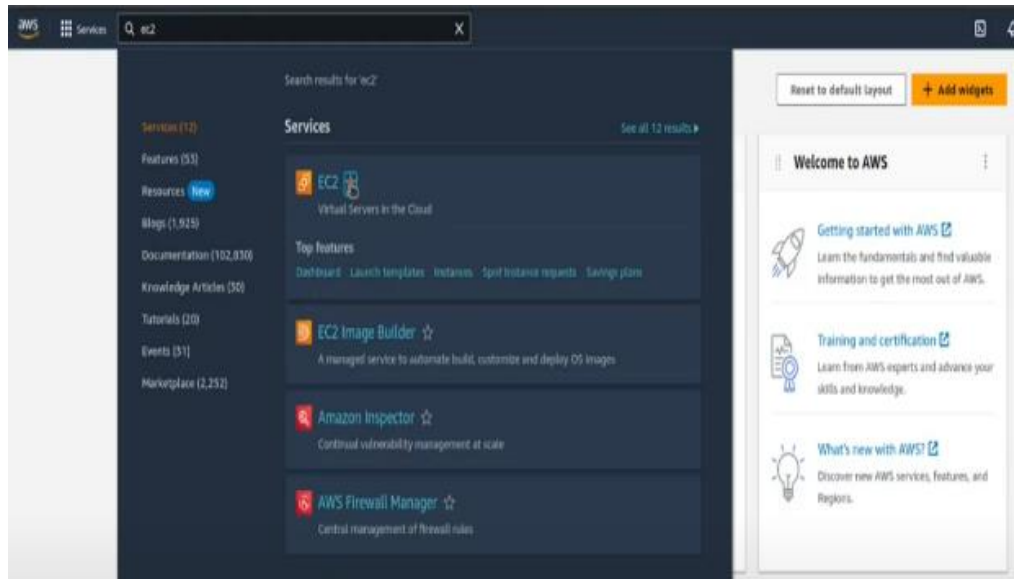 aws
Services
ec2
X
Search results for 'ec2'
Reset to default layout
+ Add widgets
Services (12)
Features (53)
Resources New
Blogs (1,925)
Documentation (102,030)
Knowledge Articles (30)
Tutorials (20)
Events (51)
Marketplace (2,252)
Services
See all 12 results
EC2
Virtual Servers in the Cloud
Top features
Dashboard Launch templates Instances Spot Instance requests Savings plans
EC2 Image Builder
A managed service to automate build, customize and deploy OS images
Amazon Inspector
Continual vulnerability management at scale
AWS Firewall Manager
Central management of firewall rules
Welcome to AWS
Getting started with AWS
Learn the fundamentals and find valuable
information to get the most out of AWS.
Training and certification
Learn from AWS experts and advance your
skills and knowledge.
What's new with AWS?
Discover new AWS services, features, and
Regions.